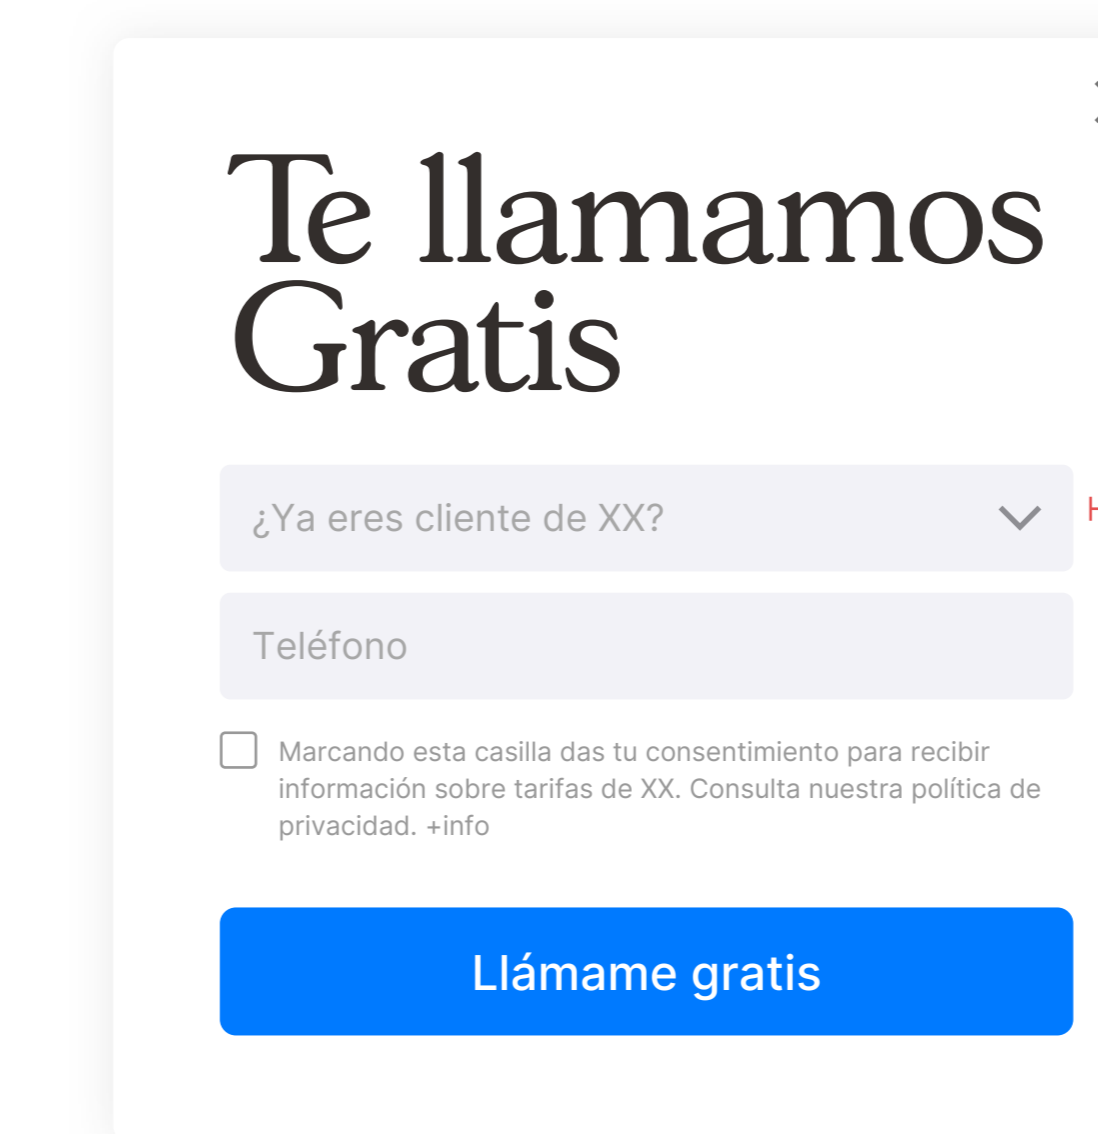 Te llamamos
Gratis
¿Ya eres cliente de XX?
Teléfono
Marcando esta casilla das tu consentimiento para recibir
información sobre tarifas de XX. Consulta nuestra política de
privacidad. +info
Llámame gratis